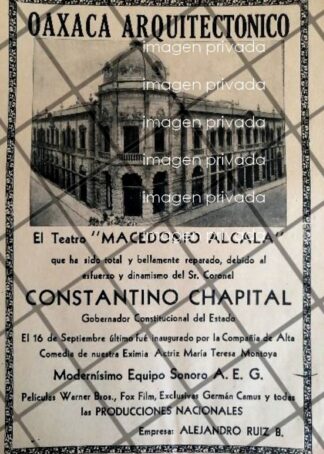 OAXACA ARQUITECTONICO
imagen privada
imagen privada
imagen privada
imagen privada
imagen privada
El Teatro "MACEDONIO ALCALA"
que ha sido total y bellamente reparado, debido al
esfuerzo y dinamismo del Sr. Coronel
CONSTANTINO CHAPITAL
Gobernador Constitucional del Estado
El 16 de Septiembre último fué inaugurado por la Compañía de Alta
Comedia de nuestra Eximia Actriz María Teresa Montoya
Modernísimo Equipo Sonoro A. E. G.
Películas Warner Bros., Fox Film, Exclusivas Germán Camus y todas
las PRODUCCIONES NACIONALES
Empresa: ALEJANDRO RUIZ B.